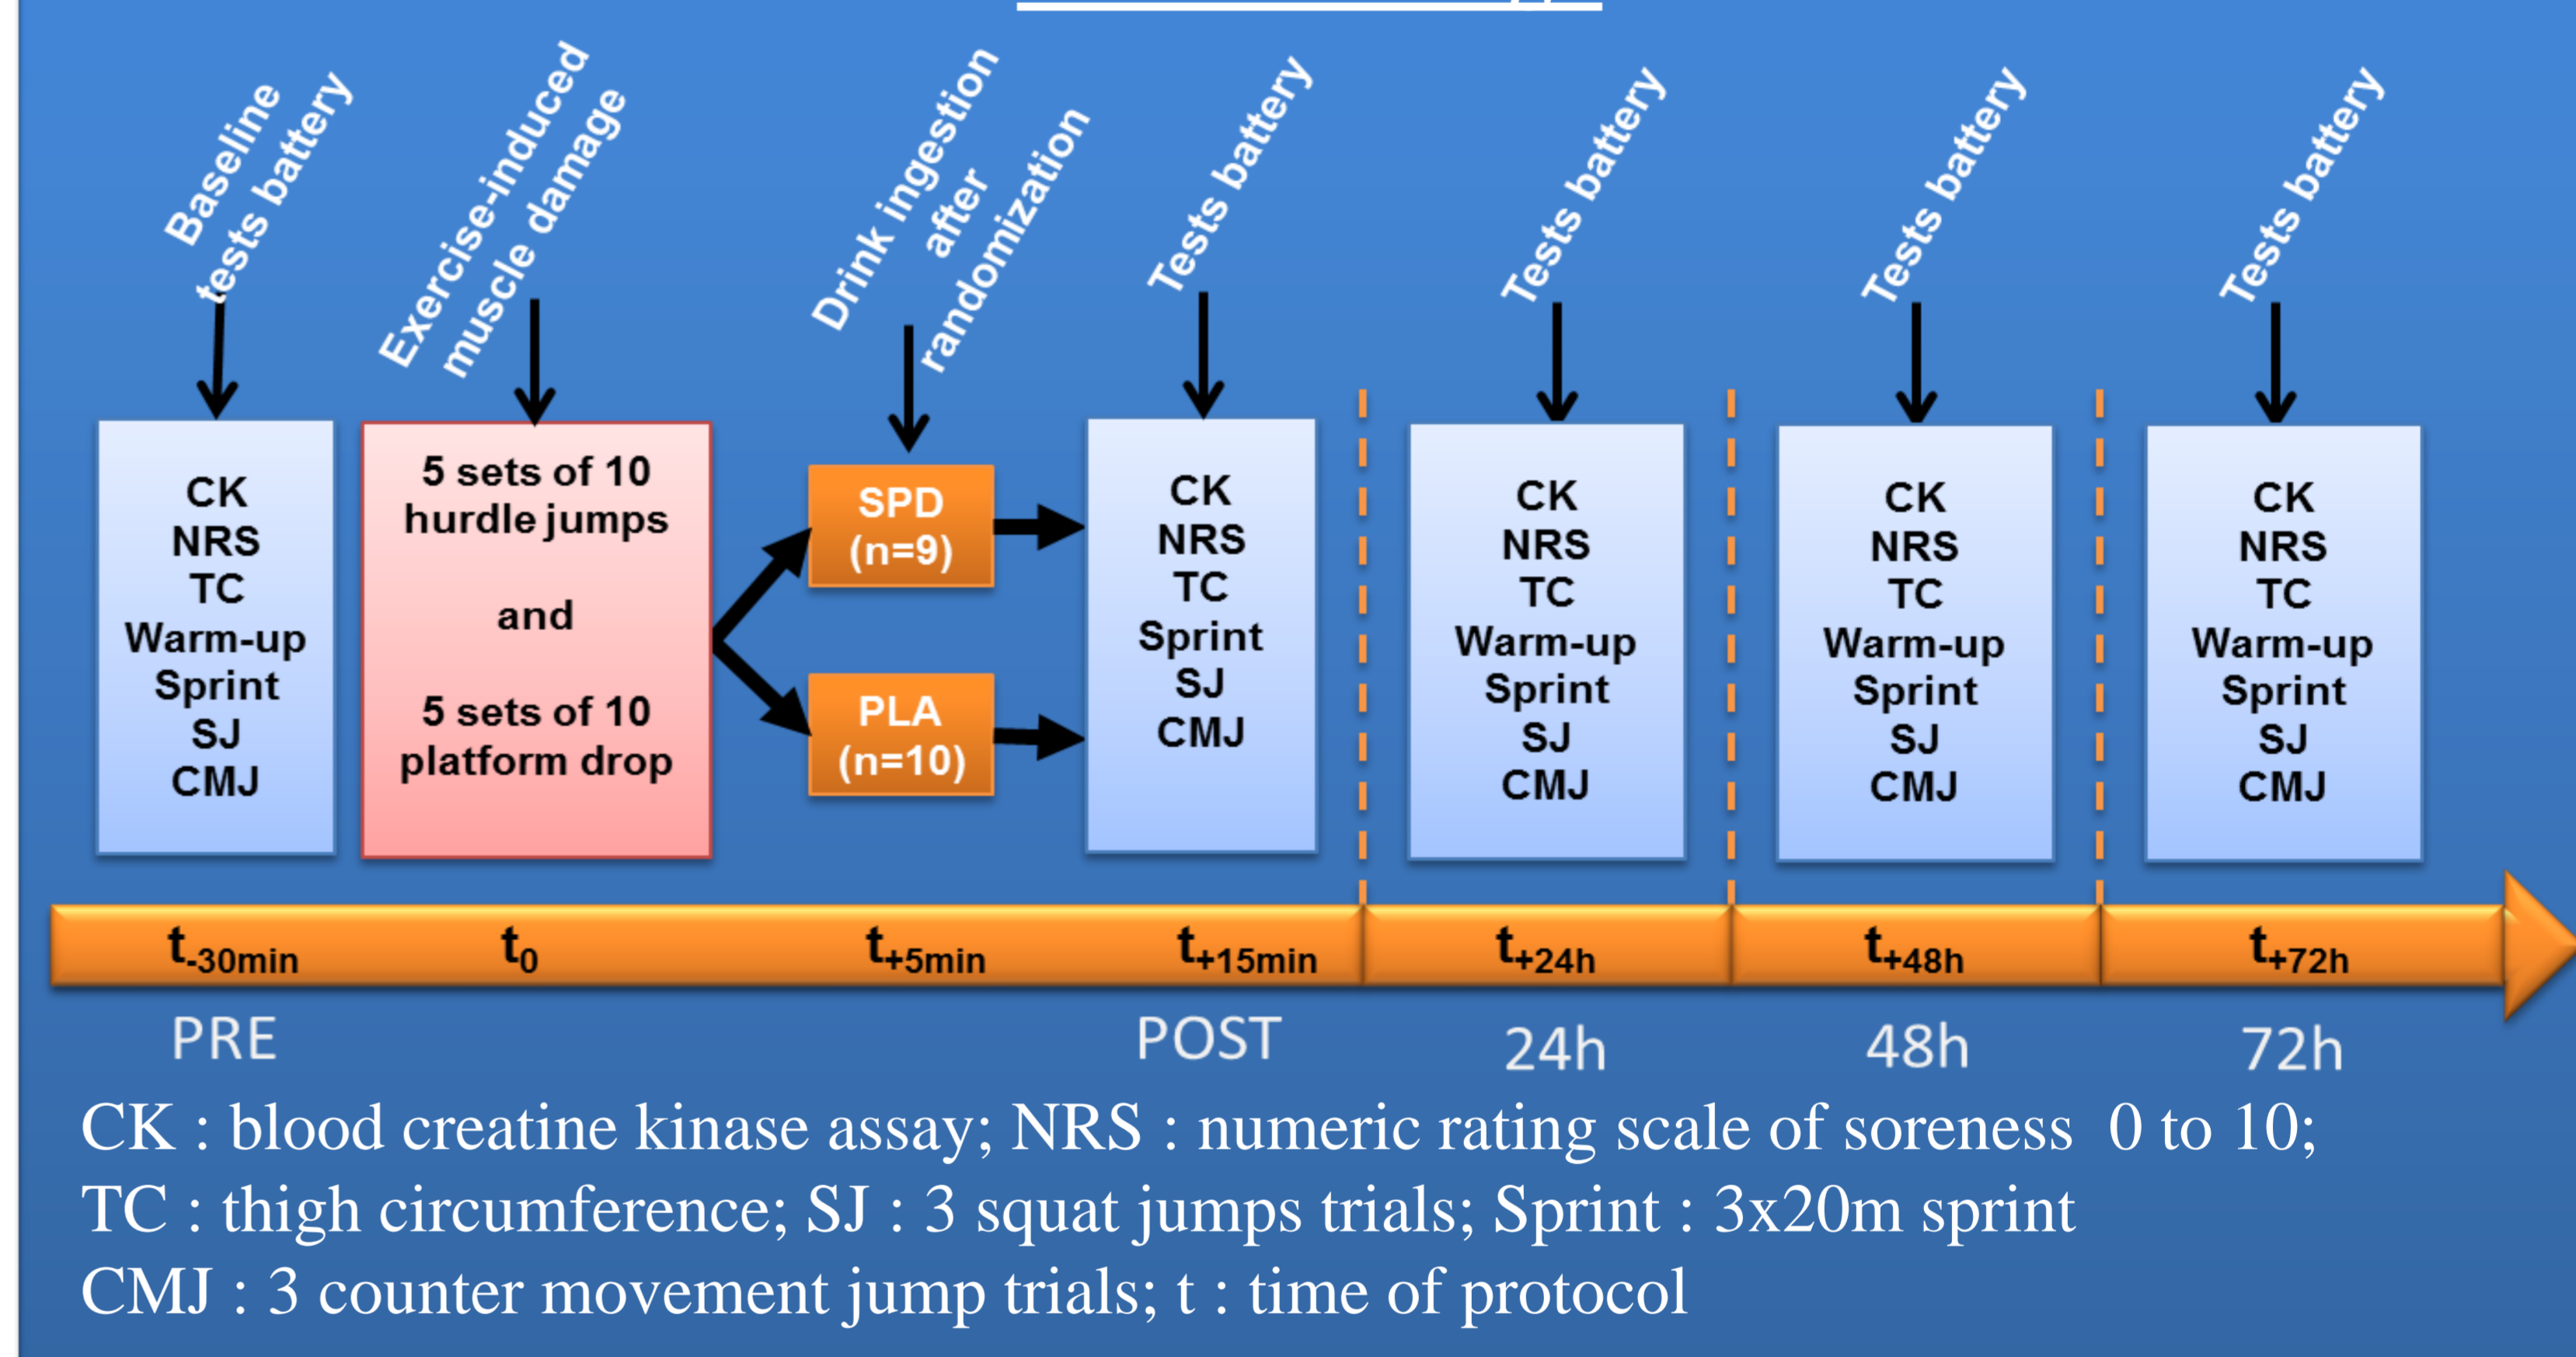 Baseline
tests battery
Exercise-induced
muscle damage
Drink ingestion
after
randomization
Tests battery
Tests battery
Tests battery
Tests battery
CK
NRS
TC
Warm-up
Sprint
SJ
CMJ
5 sets of 10
hurdle jumps
and
5 sets of 10
platform drop
SPD
(n=9)
PLA
(n=10)
CK
NRS
TC
Sprint
SJ
CMJ
CK
NRS
TC
Warm-up
Sprint
SJ
CMJ
CK
NRS
TC
Warm-up
Sprint
SJ
CMJ
CK
NRS
TC
Warm-up
Sprint
SJ
CMJ
t-30min t0 t+5min t+15min t+24h t+48h t+72h
PRE POST 24h 48h 72h
CK : blood creatine kinase assay; NRS : numeric rating scale of soreness 0 to 10;
TC : thigh circumference; SJ : 3 squat jumps trials; Sprint : 3x20m sprint
CMJ : 3 counter movement jump trials; t : time of protocol